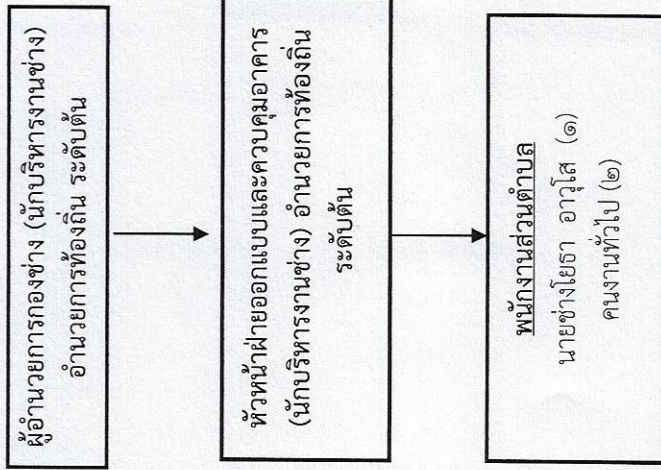 ผู้อำนวยการกองช่าง (นักบริหารงานช่าง)
อำนวยการท้องถิ่น ระดับต้น
หัวหน้าฝ่ายออกแบบและควบคุมอาคาร
(นักบริหารงานช่าง) อำนวยการท้องถิ่น
ระดับต้น
พนักงานส่วนตำบล
นายช่างโยธา อาวุโส (๑)
คนงานทั่วไป (๒)